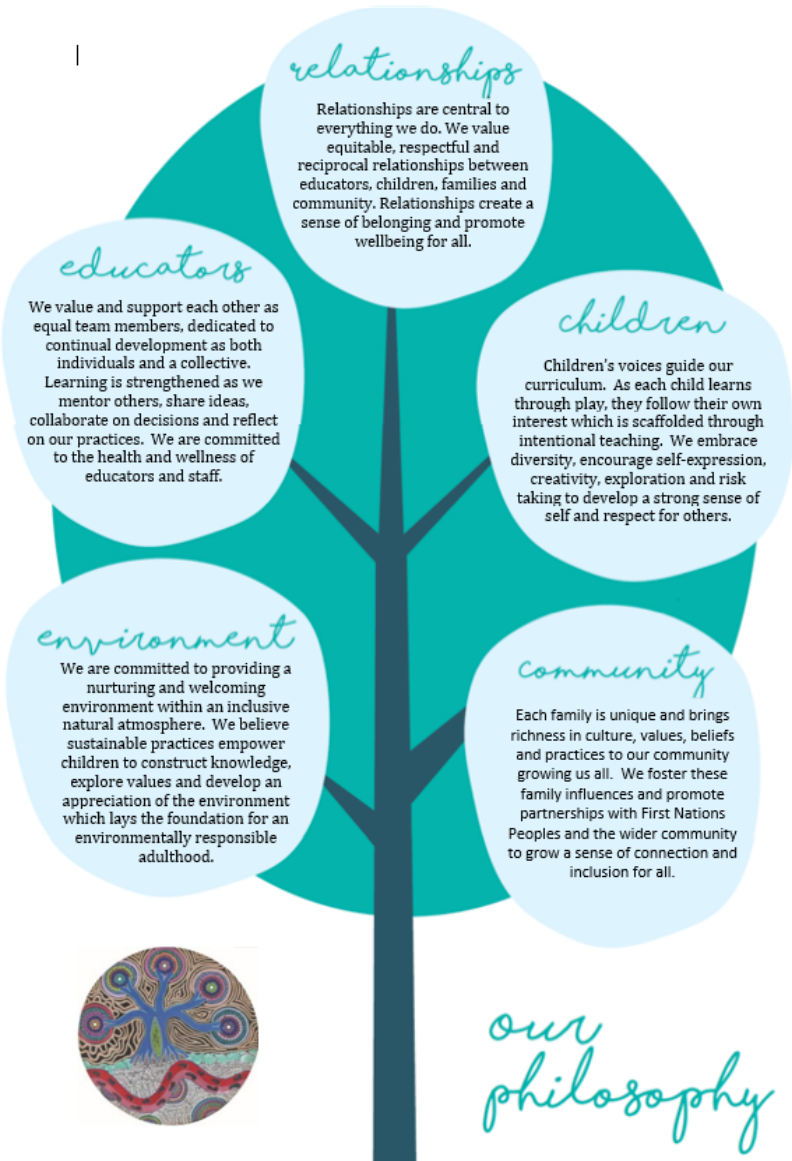 relationships
Relationships are central to
everything we do. We value
equitable, respectful and
reciprocal relationships between
educators, children, families and
community. Relationships create a
sense of belonging and promote
wellbeing for all.
educators
We value and support each other as
equal team members, dedicated to
continual development as both
individuals and a collective.
Learning is strengthened as we
mentor others, share ideas,
collaborate on decisions and reflect
on our practices.  We are committed
to the health and wellness of
educators and staff.
children
Children's voices guide our
curriculum.  As each child learns
through play, they follow their own
interest which is scaffolded through
intentional teaching.  We embrace
diversity, encourage self-expression,
creativity, exploration and risk
taking to develop a strong sense of
self and respect for others.
environment
We are committed to providing a
nurturing and welcoming
environment within an inclusive
natural atmosphere.  We believe
sustainable practices empower
children to construct knowledge,
explore values and develop an
appreciation of the environment
which lays the foundation for an
environmentally responsible
adulthood.
community
Each family is unique and brings
richness in culture, values, beliefs
and practices to our community
growing us all.  We foster these
family influences and promote
partnerships with First Nations
Peoples and the wider community
to grow a sense of connection and
inclusion for all.
our
philosophy